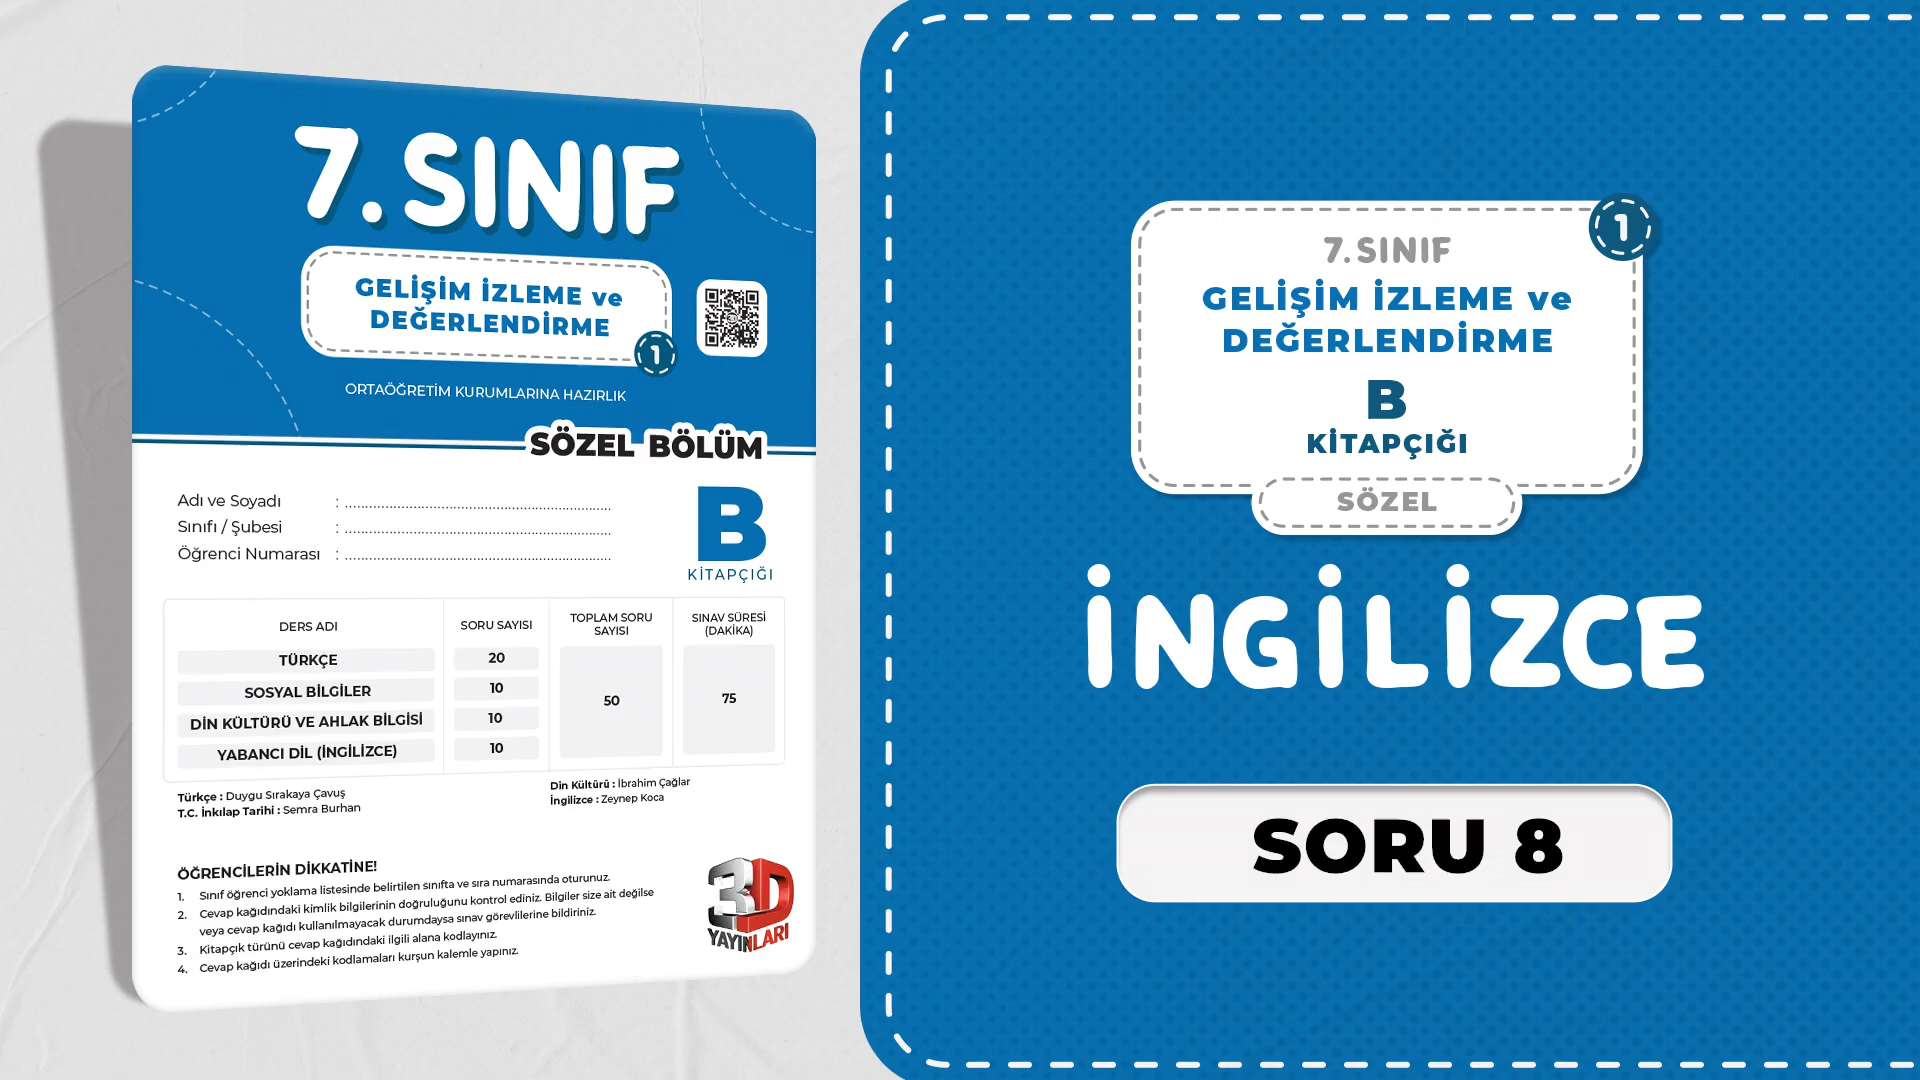 7. SINIF
GELİŞİM İZLEME ve
DEĞERLENDİRME
1
ORTAÖĞRETİM KURUMLARINA HAZIRLIK
SÖZEL BÖLÜM
Adı ve Soyadı : ........................................................
Sınıfı / Şubesi : ........................................................
Öğrenci Numarası : ........................................................
B
KİTAPÇIĞI
DERS ADI SORU SAYISI TOPLAM SORU SAYISI SINAV SÜRESİ (DAKİKA)
TÜRKÇE 20
SOSYAL BİLGİLER 10
50 75
DİN KÜLTÜRÜ VE AHLAK BİLGİSİ 10
YABANCI DİL (İNGİLİZCE) 10
Türkçe : Duygu Sırakaya Çavuş
T.C. İnkılap Tarihi : Semra Burhan
Din Kültürü : İbrahim Çağlar
İngilizce : Zeynep Koca
ÖĞRENCİLERİN DİKKATİNE!
1. Sınıf öğrenci yoklama listesinde belirtilen sınıfta ve sıra numarasında oturunuz.
2. Cevap kağıdındaki kimlik bilgilerinin doğruluğunu kontrol ediniz. Bilgiler size ait değilse
veya cevap kağıdı kullanılmayacak durumdaysa sınav görevlilerine bildiriniz.
3. Kitapçık türünü cevap kağıdındaki ilgili alana kodlayınız.
4. Cevap kağıdı üzerindeki kodlamaları kurşun kalemle yapınız.
3D
YAYINLARI
1
7. SINIF
GELİŞİM İZLEME ve
DEĞERLENDİRME
B
KİTAPÇIĞI
SÖZEL
İNGİLİZCE
SORU 8